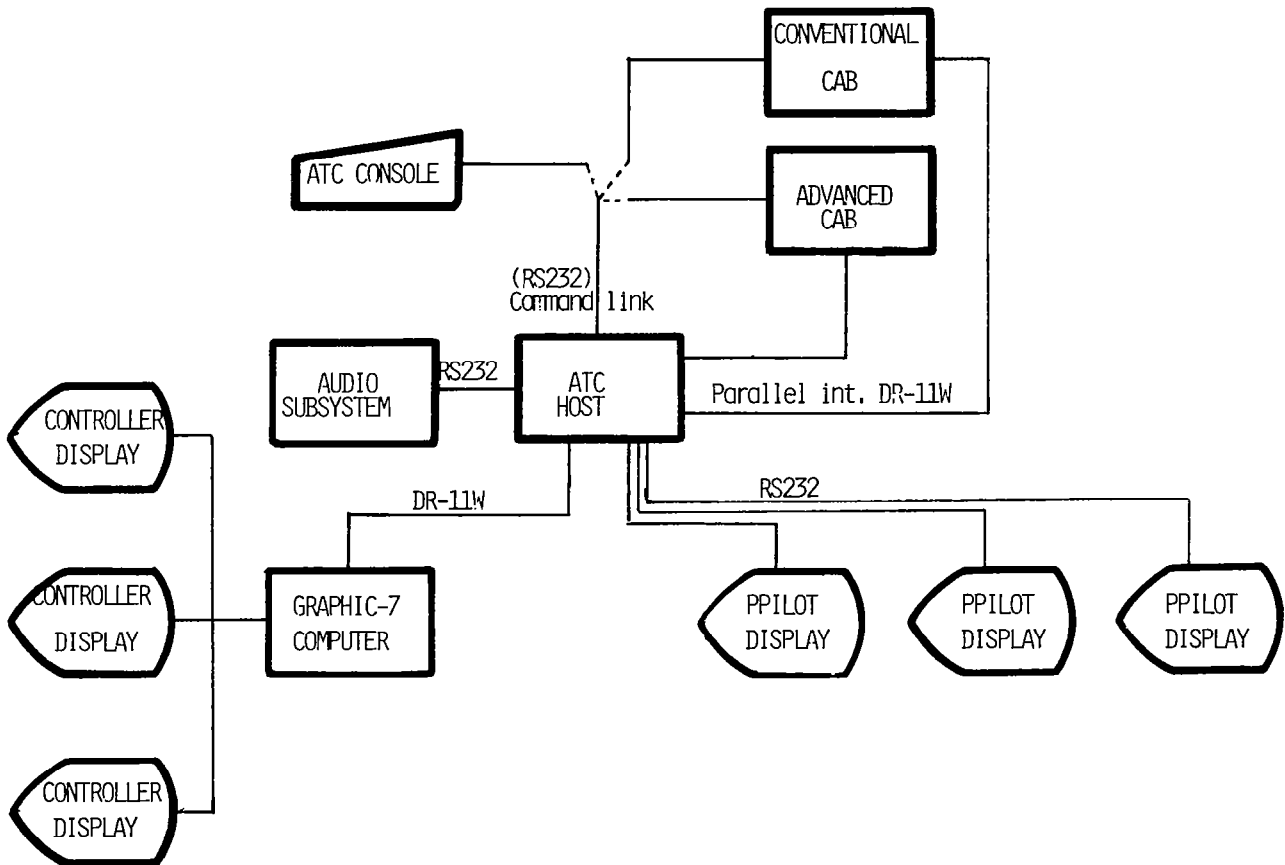 CONVENTIONAL
CAB
ATC CONSOLE
ADVANCED
CAB
(RS232)
Command link
AUDIO
SUBSYSTEM
RS232
ATC
HOST
Parallel int. DR-11W
CONTROLLER
DISPLAY
DR-11W
RS232
CONTROLLER
DISPLAY
GRAPHIC-7
COMPUTER
PPILOT
DISPLAY
PPILOT
DISPLAY
PPILOT
DISPLAY
CONTROLLER
DISPLAY